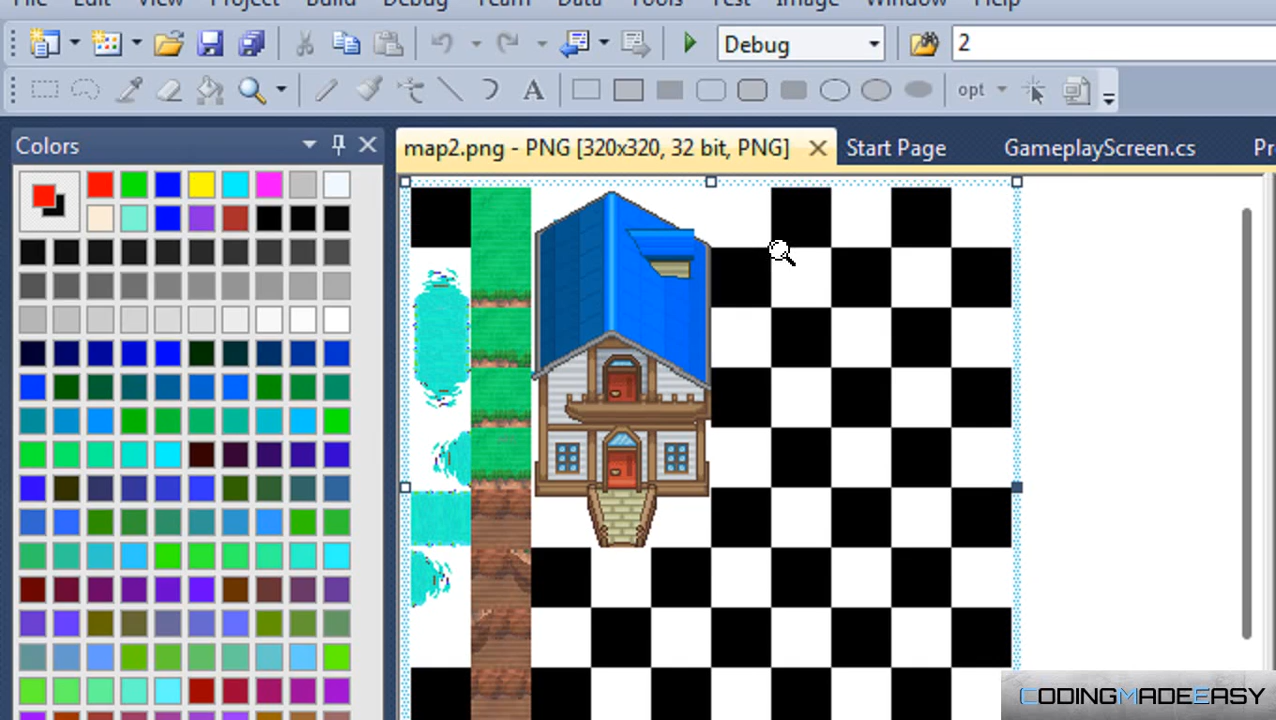 File Edit View Project Build Debug Team Data Tools Test Image Window Help
Debug 2
A opt
Colors
map2.png - PNG [320x320, 32 bit, PNG] Start Page GameplayScreen.cs Pr
CODINGMADEEASY